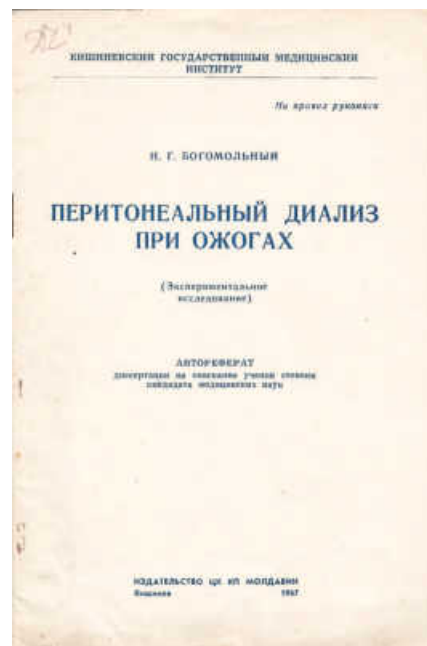 КИШИНЕВСКИЙ ГОСУДАРСТВЕННЫЙ МЕДИЦИНСКИЙ
ИНСТИТУТ
На правах рукописи
Н. Г. БОГОМОЛЬНЫЙ
ПЕРИТОНЕАЛЬНЫЙ ДИАЛИЗ
ПРИ ОЖОГАХ
(Экспериментальное
исследование)
АВТОРЕФЕРАТ
диссертации на соискание ученой степени
кандидата медицинских наук
ИЗДАТЕЛЬСТВО ЦК КП МОЛДАВИИ
Кишинев 1967